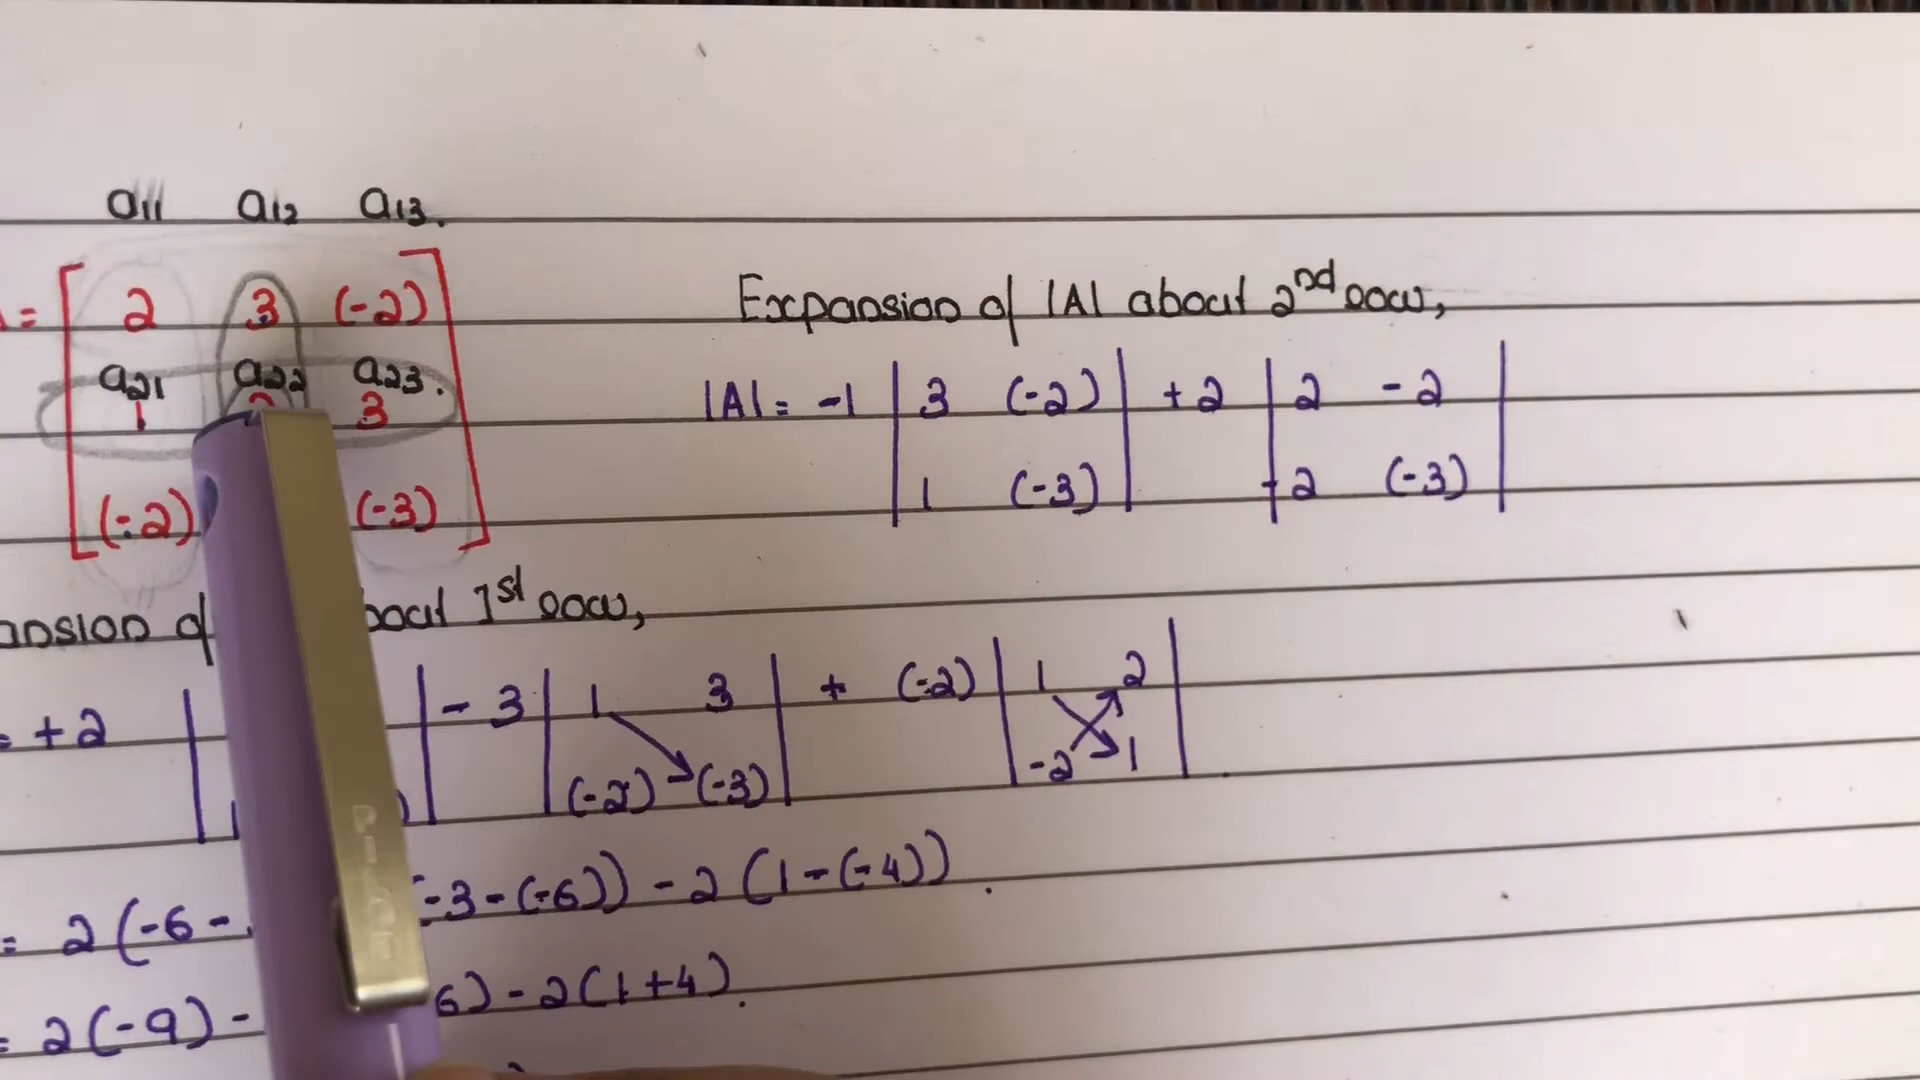 a11 a12 a13.
= [ 2 3 (-2)
a21 a22 a23.
1 2 3
(-2) (-3) ]
Expansion of |A| about 2nd row,
|A| = -1 | 3 (-2) | +2 | 2 -2 |
| 1 (-3) | | -2 (-3) |
of 1st row,
= +2 | | - 3 | 1 3 | + (-2) | 1 2 |
| (-2) (-3) | | -2 1 |
= 2 (-6 - -3 - (-6)) - 2 (1 - (-4)).
= 2 (-9) - 6) - 2 (1+4).
PILOT